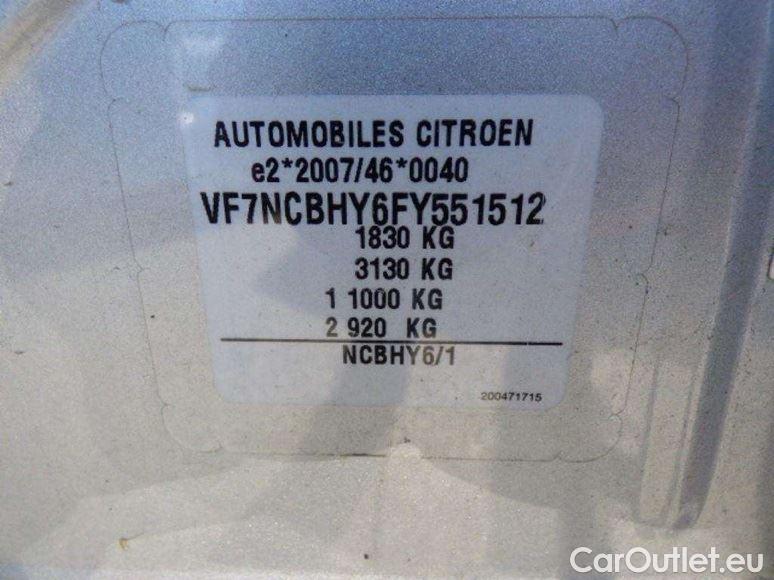 AUTOMOBILES CITROEN
e2*2007/46*0040
VF7NCBHY6FY551512
1830 KG
3130 KG
1 1000 KG
2 920 KG
NCBHY6/1
200471715
CarOutlet.eu